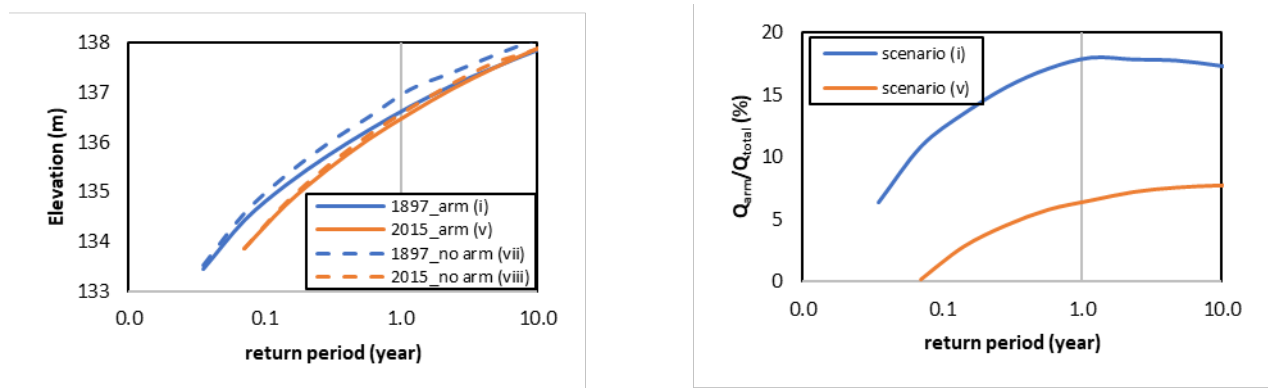 138
137
136
135
134
133
Elevation (m)
1897_arm (i)
2015_arm (v)
1897_no arm (vii)
2015_no arm (viii)
0.0 0.1 1.0 10.0
return period (year)
20
15
10
5
0
Qarm/Qtotal (%)
scenario (i)
scenario (v)
0.0 0.1 1.0 10.0
return period (year)